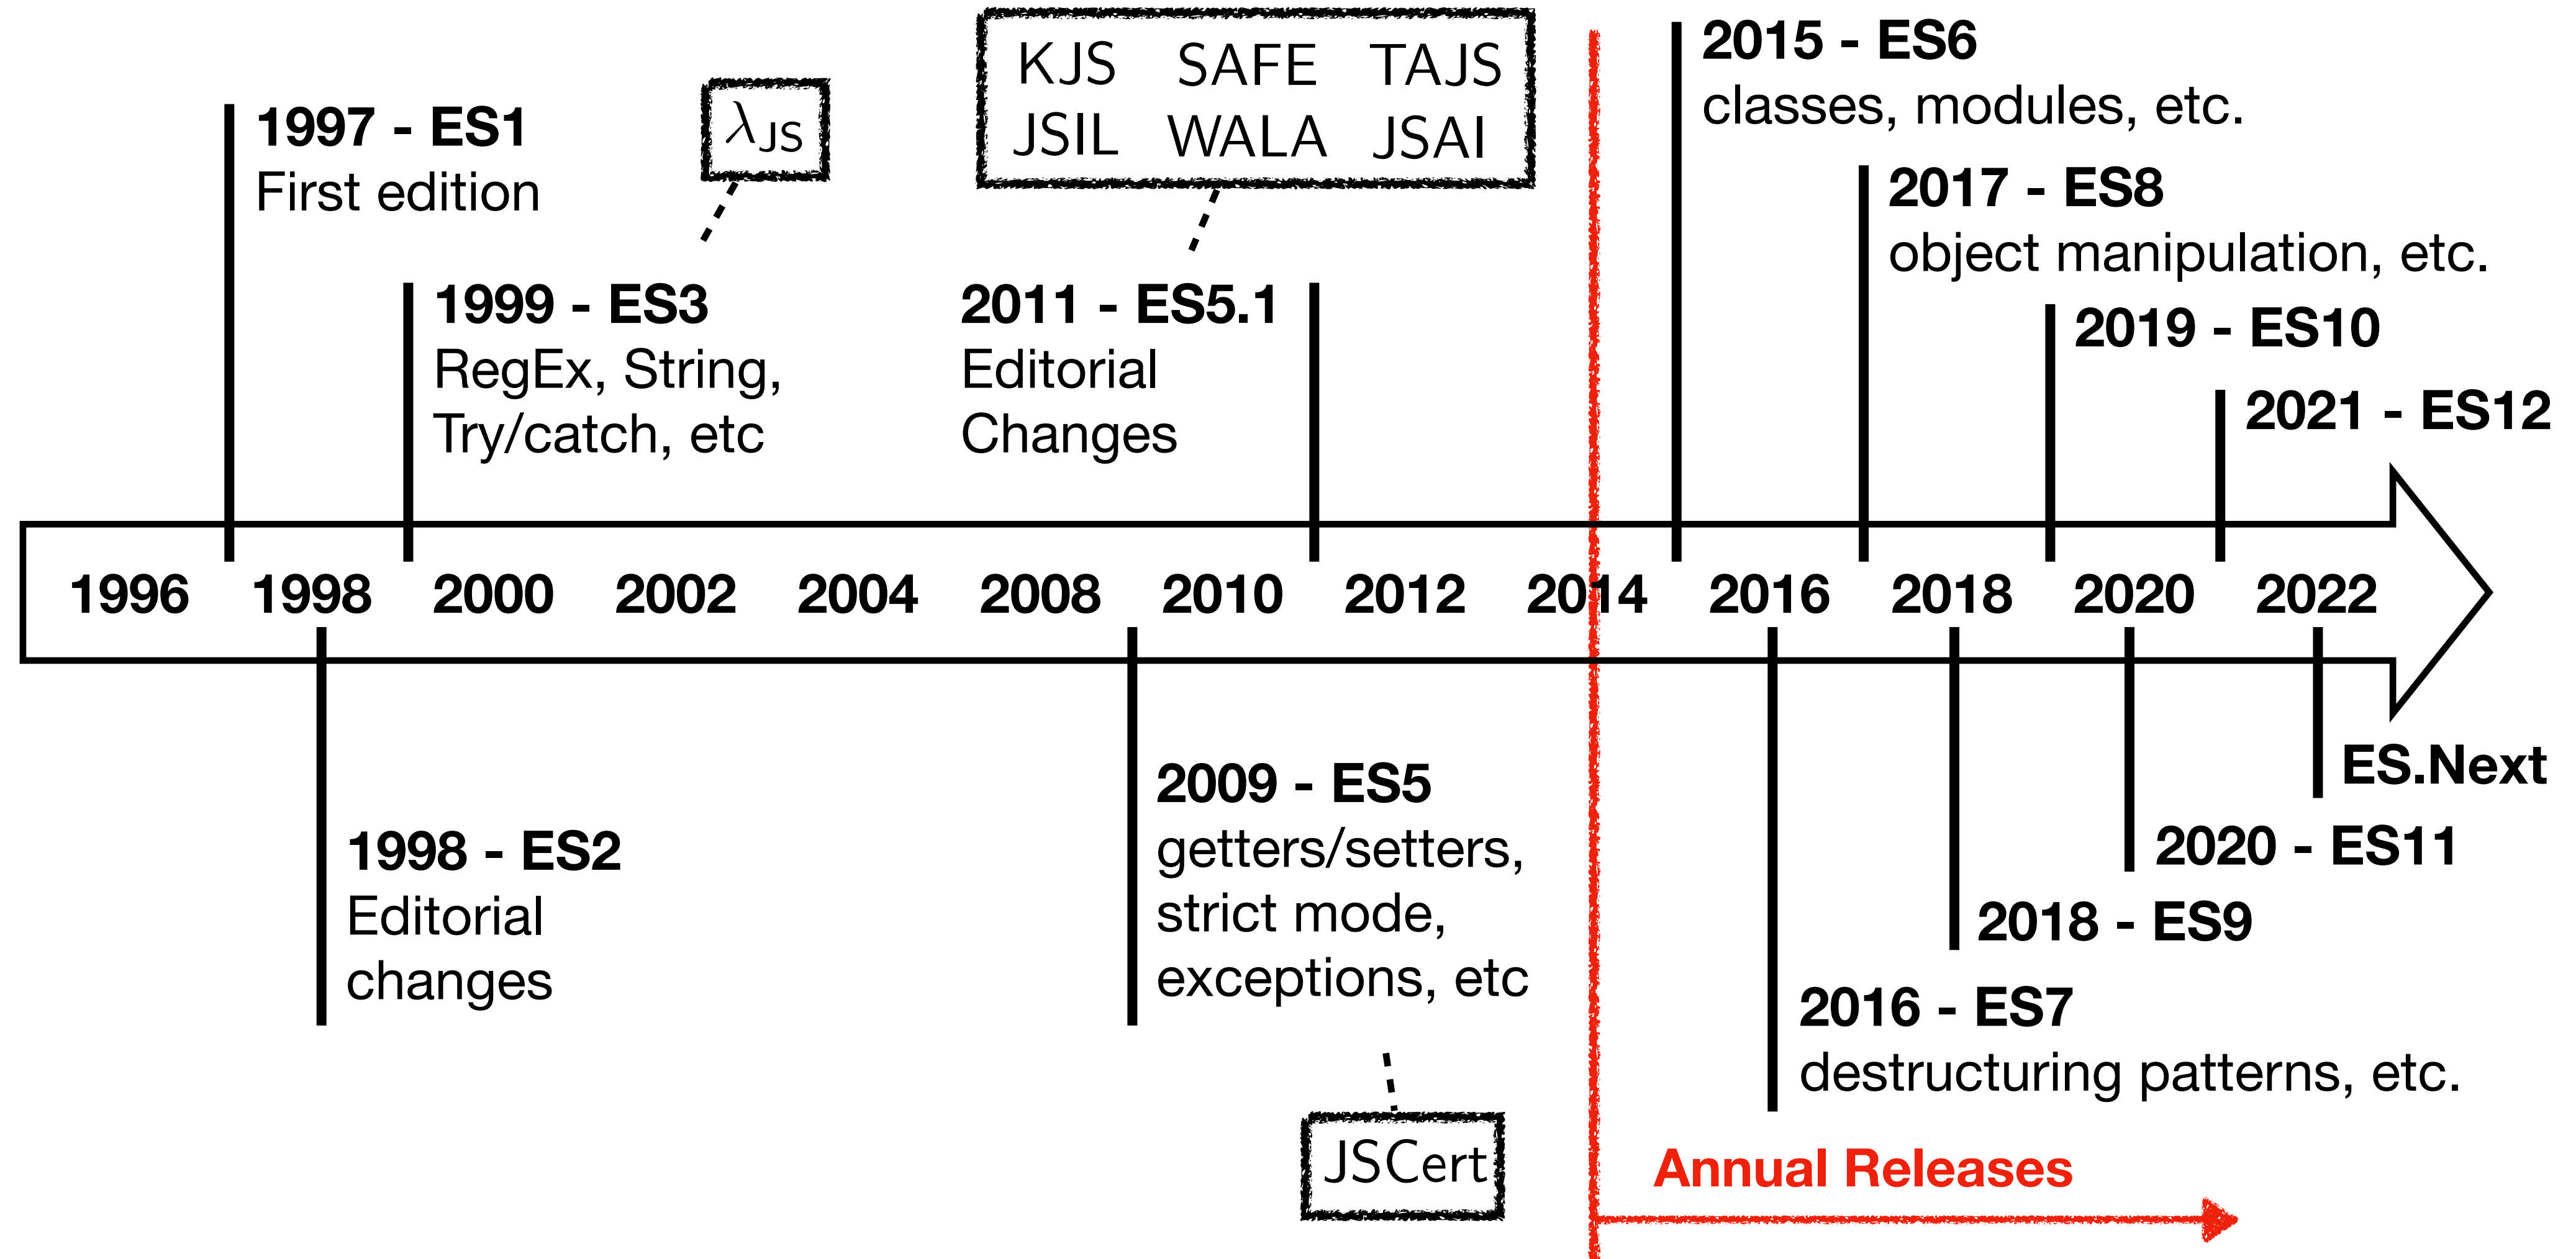 1997 - ES1
First edition
λJS
KJS SAFE TAJS
JSIL WALA JSAI
2015 - ES6
classes, modules, etc.
2017 - ES8
object manipulation, etc.
1999 - ES3
RegEx, String,
Try/catch, etc
2011 - ES5.1
Editorial
Changes
2019 - ES10
2021 - ES12
1996 1998 2000 2002 2004 2008 2010 2012 2014 2016 2018 2020 2022
1998 - ES2
Editorial
changes
2009 - ES5
getters/setters,
strict mode,
exceptions, etc
JSCert
ES.Next
2020 - ES11
2018 - ES9
2016 - ES7
destructuring patterns, etc.
Annual Releases